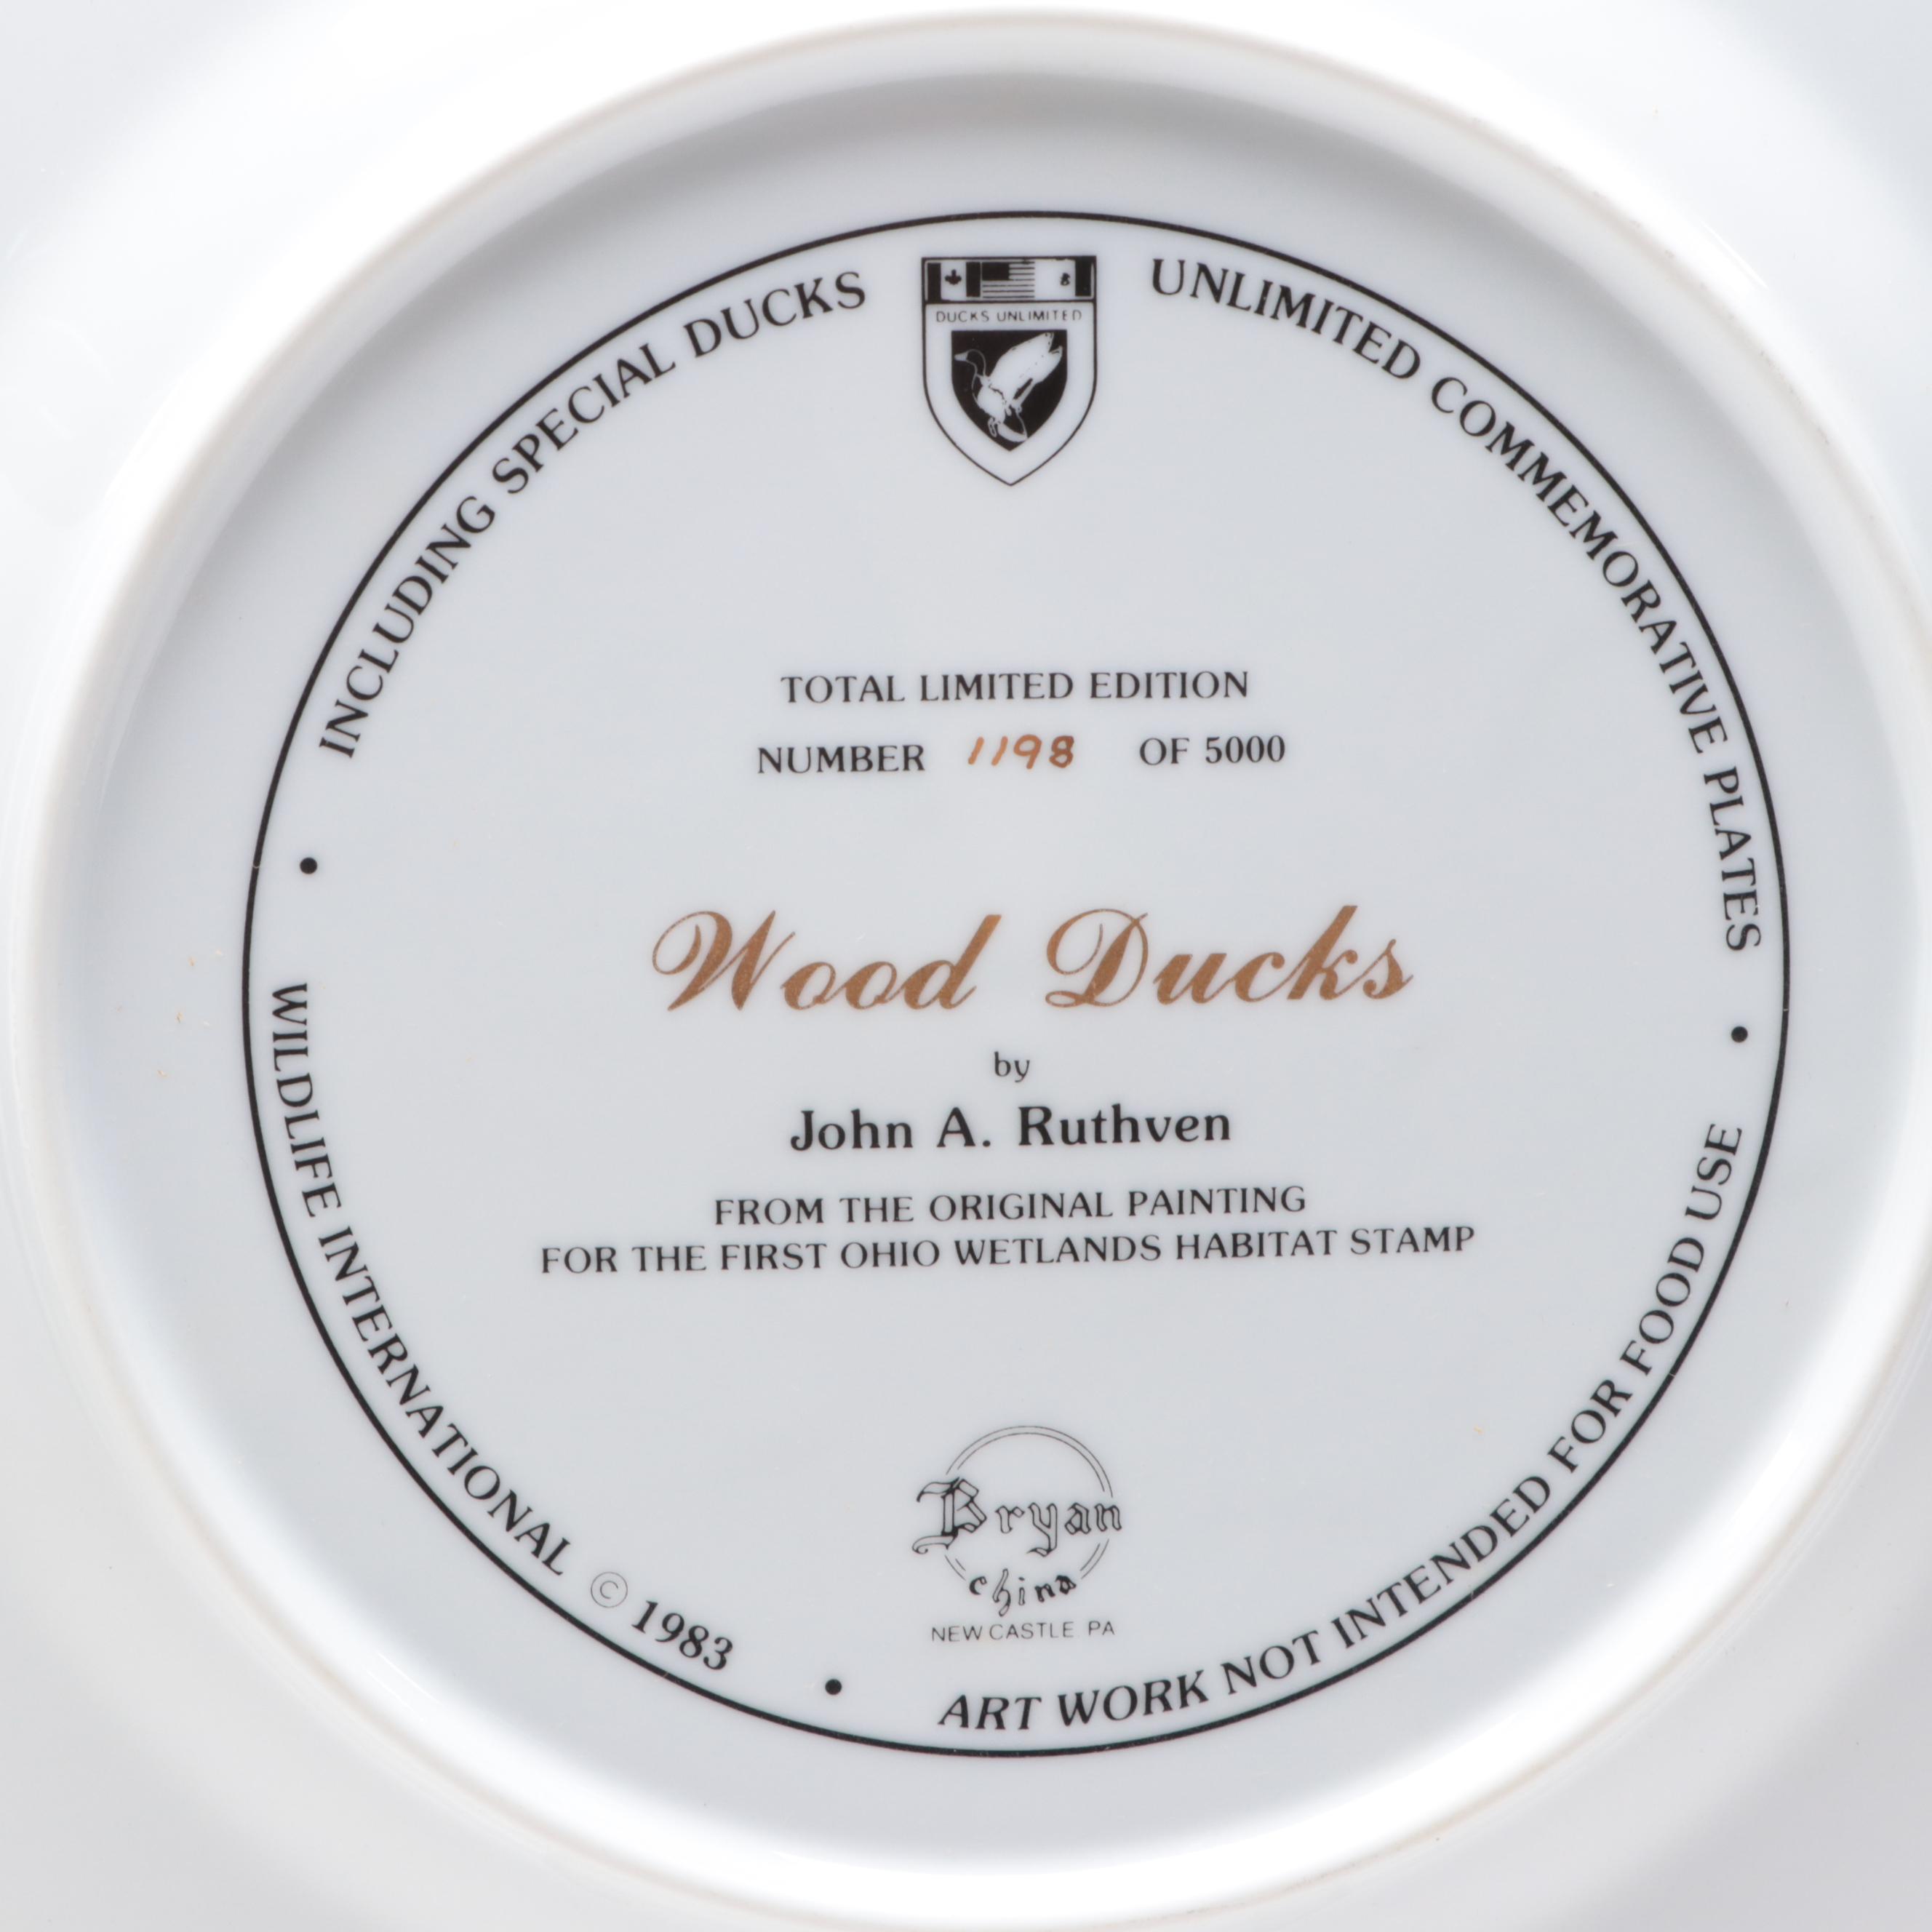 INCLUDING SPECIAL DUCKS UNLIMITED COMMEMORATIVE PLATES
DUCKS UNLIMITED
TOTAL LIMITED EDITION
NUMBER 1198 OF 5000
Wood Ducks
by
John A. Ruthven
FROM THE ORIGINAL PAINTING
FOR THE FIRST OHIO WETLANDS HABITAT STAMP
Bryan
china
NEW CASTLE PA
WILDLIFE INTERNATIONAL © 1983
ART WORK NOT INTENDED FOR FOOD USE